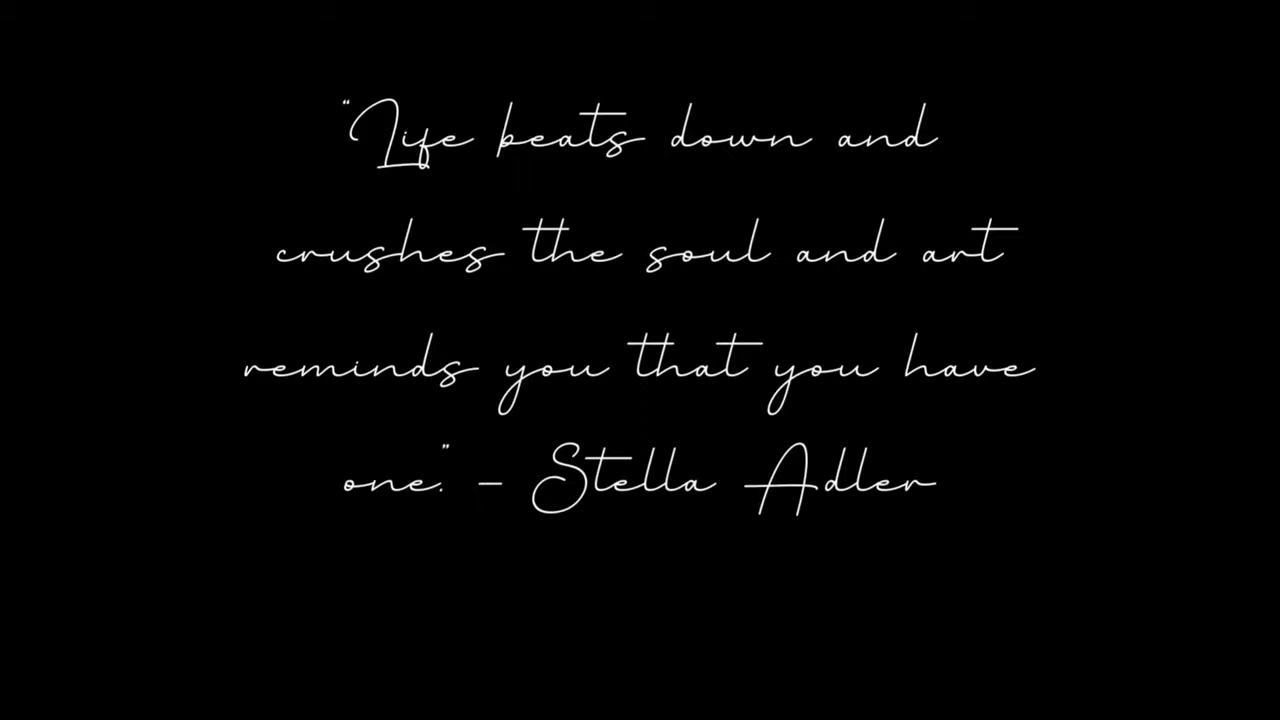 “Life beats down and
crushes the soul and art
reminds you that you have
one.” - Stella Adler